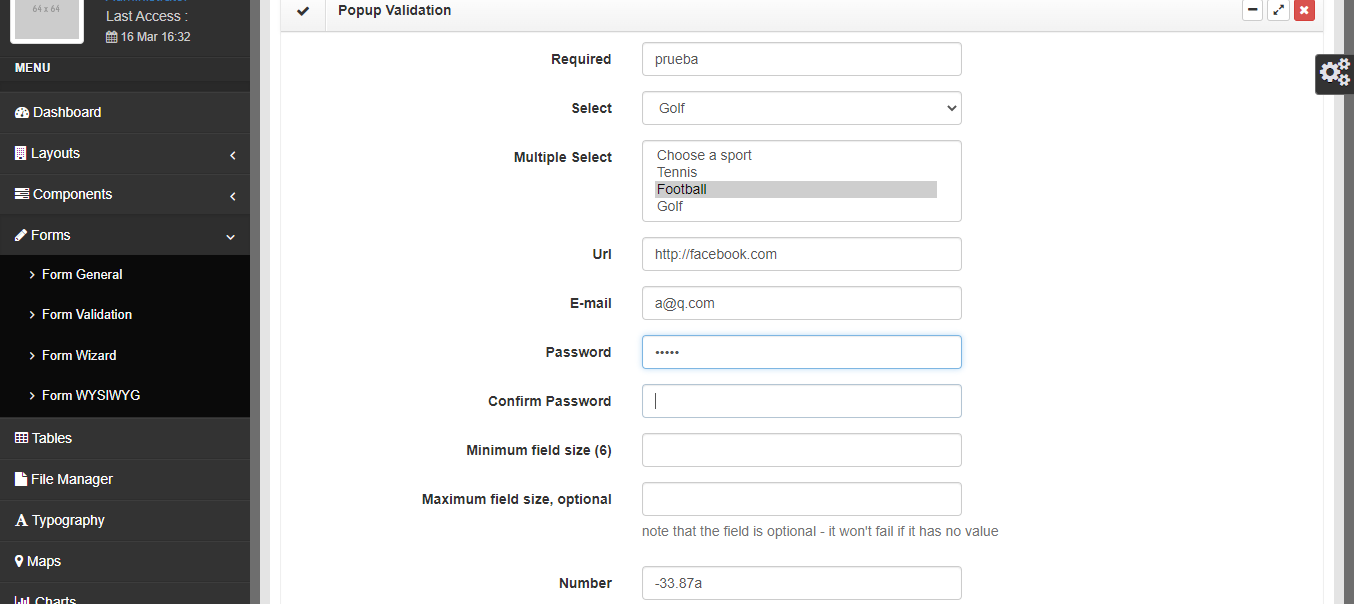 64 x 64
Last Access :
16 Mar 16:32
MENU
Dashboard
Layouts
Components
Forms
Form General
Form Validation
Form Wizard
Form WYSIWYG
Tables
File Manager
Typography
Maps
Charts
Popup Validation
Required
prueba
Select
Golf
Multiple Select
Choose a sport
Tennis
Football
Golf
Url
http://facebook.com
E-mail
a@q.com
Password
•••••
Confirm Password
Minimum field size (6)
Maximum field size, optional
note that the field is optional - it won't fail if it has no value
Number
-33.87a